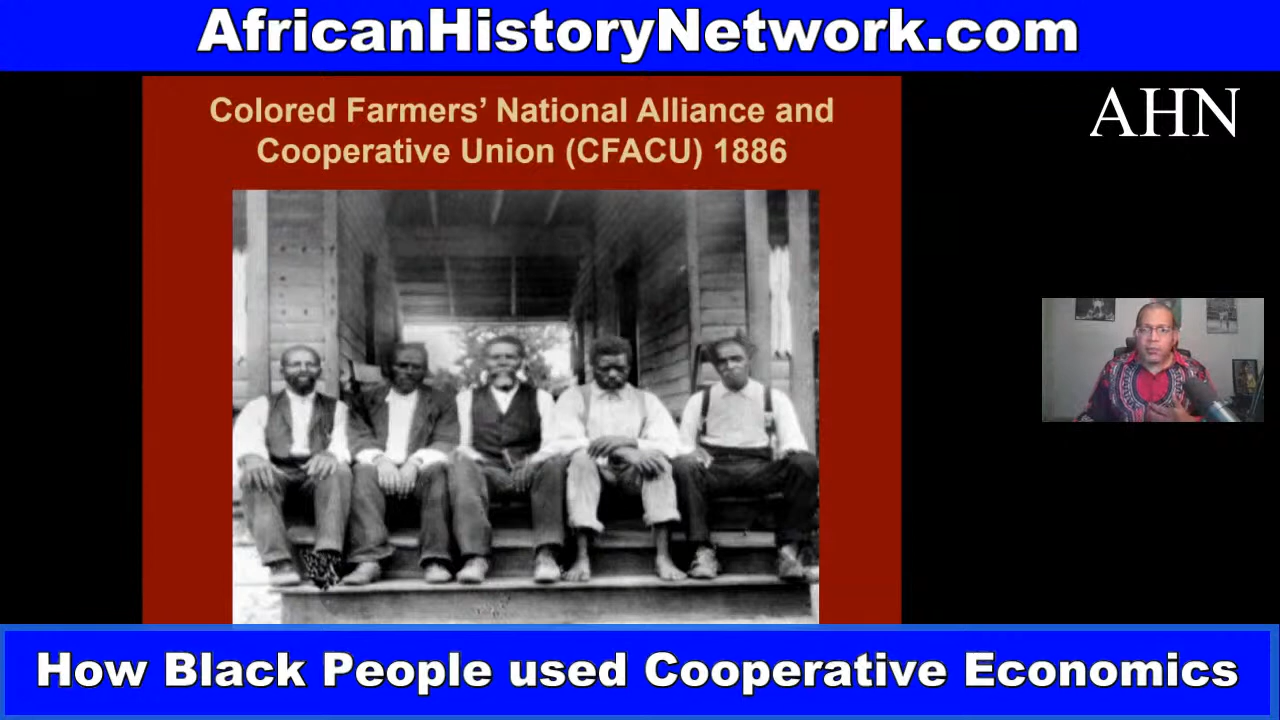 AfricanHistoryNetwork.com
AHN
Colored Farmers’ National Alliance and
Cooperative Union (CFACU) 1886
How Black People used Cooperative Economics